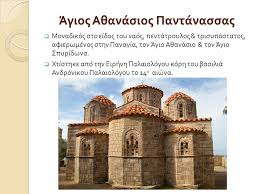 Άγιος Αθανάσιος Παντάνασσας
Μοναδικός στο είδος του ναός, πεντάτρουλος & τρισυπόστατος,
αφιερωμένος στην Παναγία, τον Άγιο Αθανάσιο & τον Άγιο
Σπυρίδωνα.
Χτίστηκε από την Ειρήνη Παλαιολόγου κόρη του βασιλιά
Ανδρόνικου Παλαιολόγου το 14ο αιώνα.